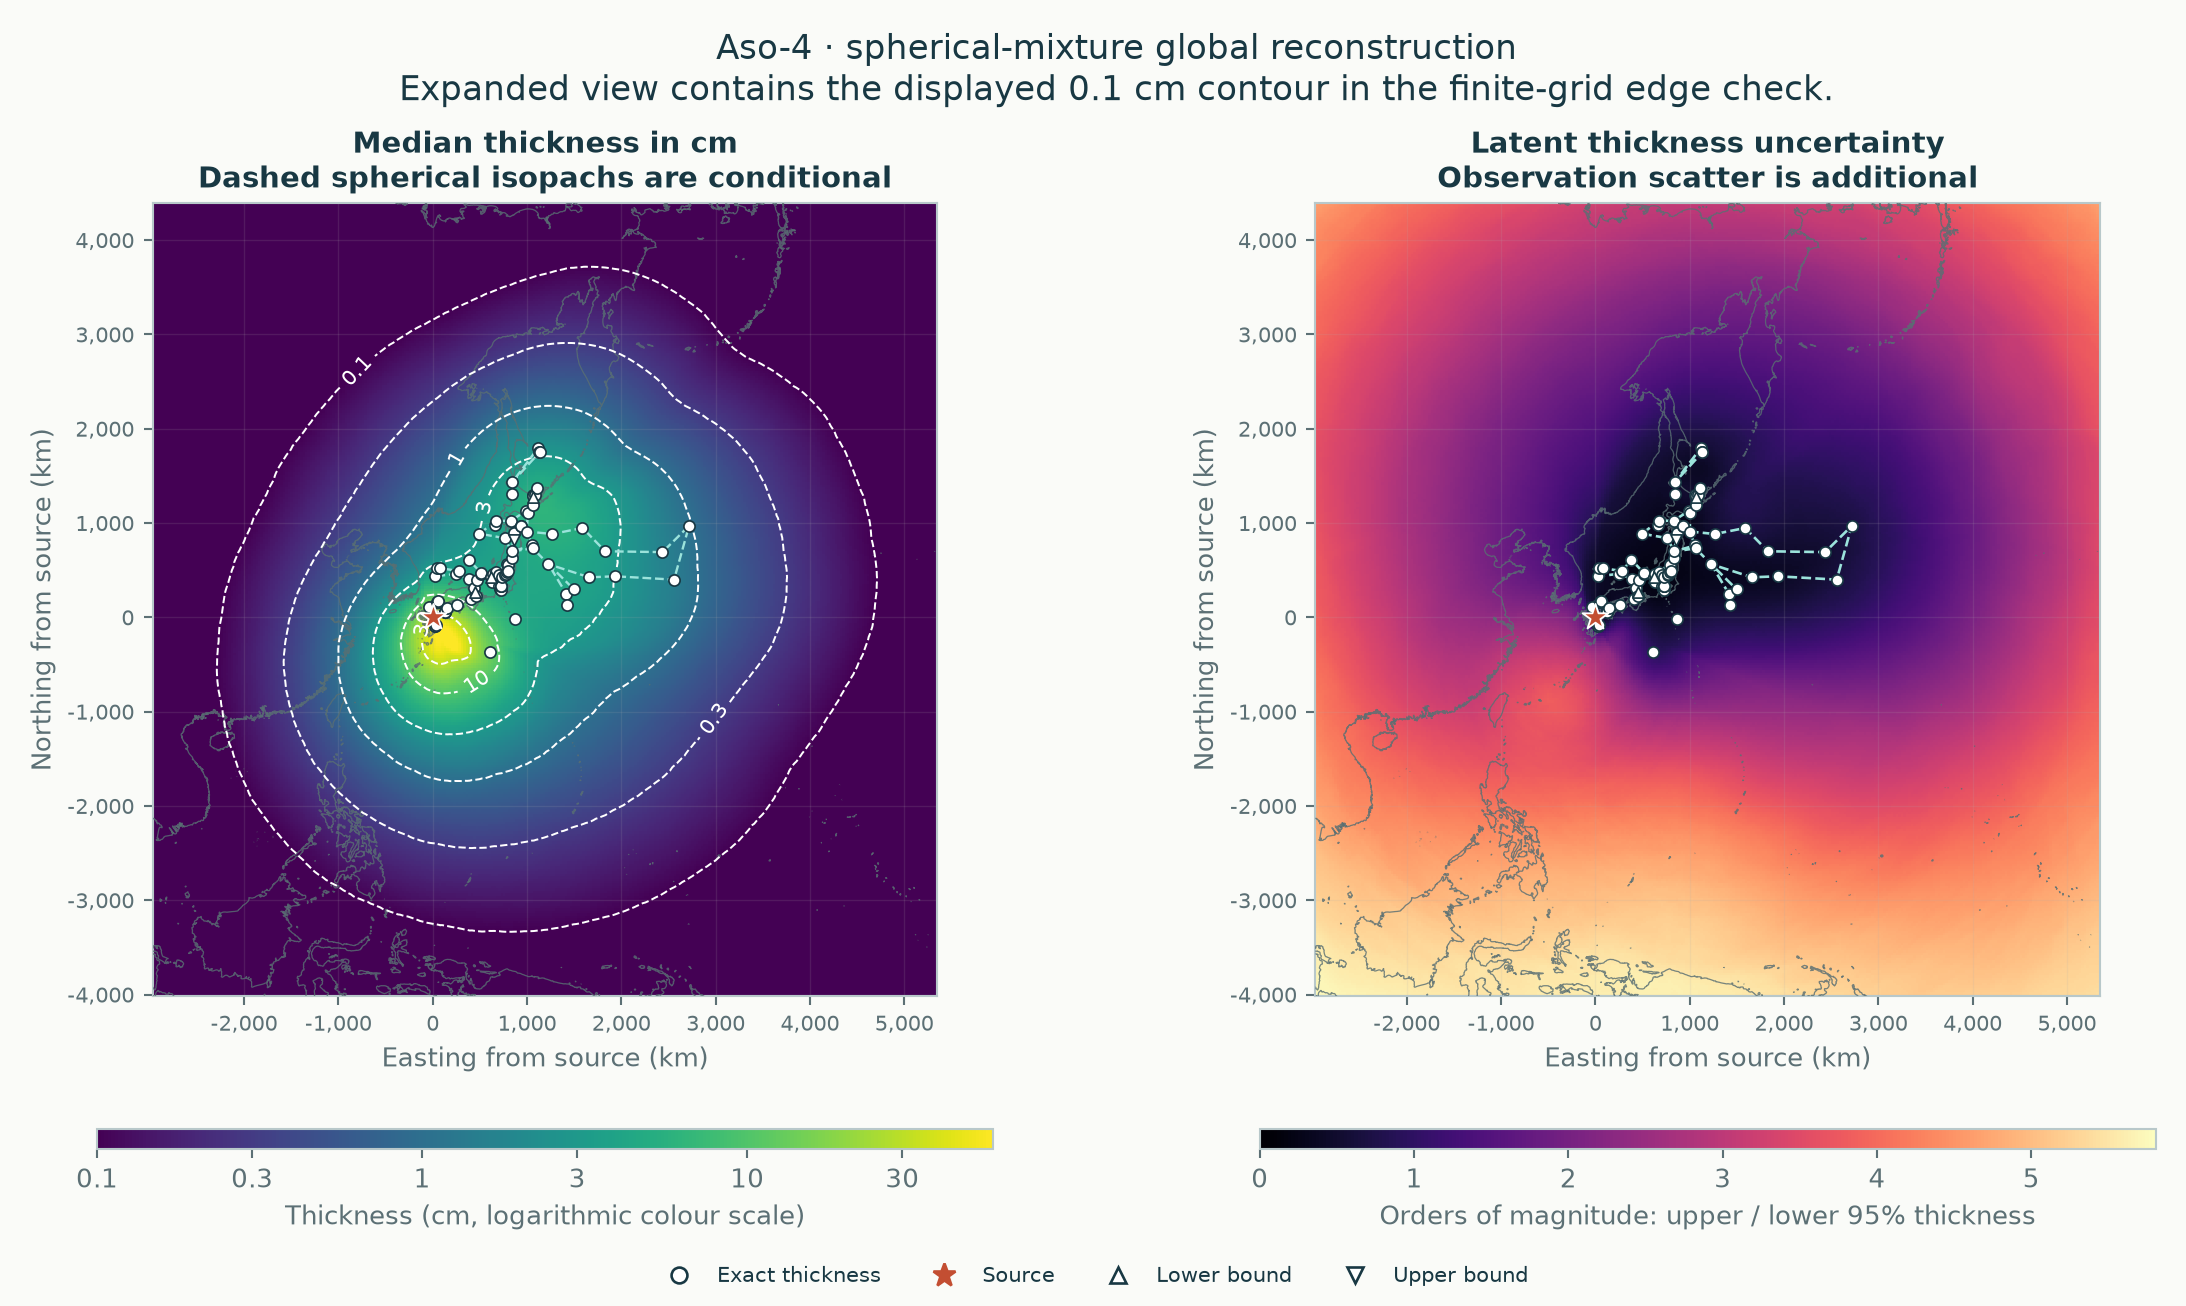 Aso-4 · spherical-mixture global reconstruction
Expanded view contains the displayed 0.1 cm contour in the finite-grid edge check.
Median thickness in cm
Dashed spherical isopachs are conditional
4,000
3,000
2,000
1,000
0
-1,000
-2,000
-3,000
-4,000
Northing from source (km)
0.1
1
3
30
10
0.3
-2,000 -1,000 0 1,000 2,000 3,000 4,000 5,000
Easting from source (km)
0.1 0.3 1 3 10 30
Thickness (cm, logarithmic colour scale)
Latent thickness uncertainty
Observation scatter is additional
4,000
3,000
2,000
1,000
0
-1,000
-2,000
-3,000
-4,000
Northing from source (km)
-2,000 -1,000 0 1,000 2,000 3,000 4,000 5,000
Easting from source (km)
0 1 2 3 4 5
Orders of magnitude: upper / lower 95% thickness
Exact thickness Source Lower bound Upper bound